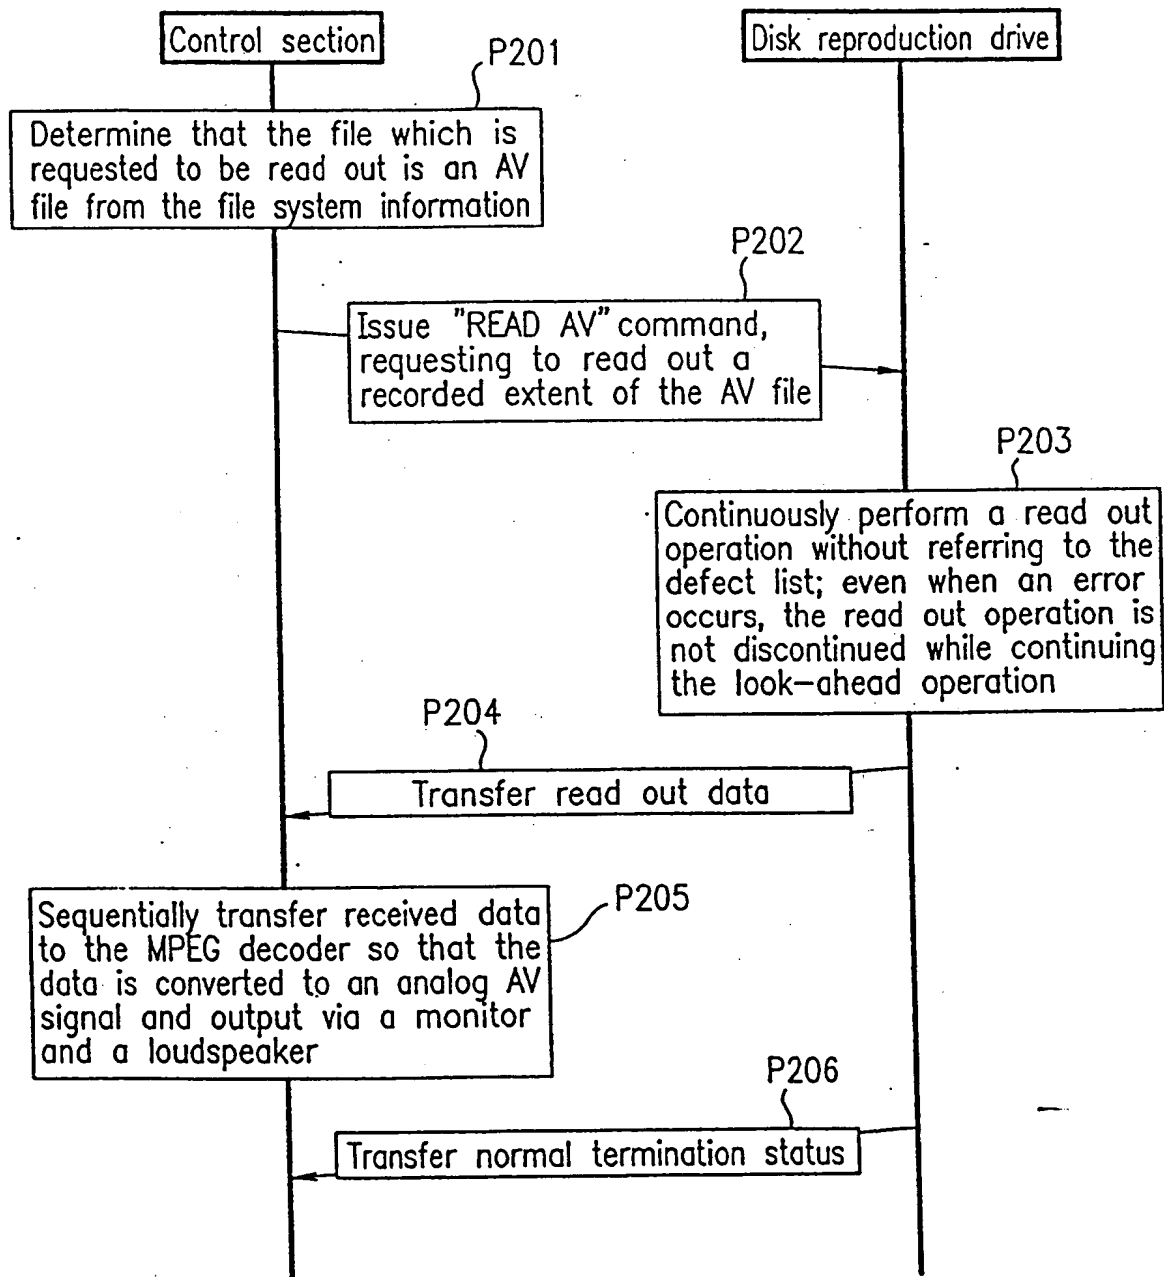 Control section
Disk reproduction drive
P201
Determine that the file which is
requested to be read out is an AV
file from the file system information
P202
Issue "READ AV" command,
requesting to read out a
recorded extent of the AV file
P203
Continuously perform a read out
operation without referring to the
defect list; even when an error
occurs, the read out operation is
not discontinued while continuing
the look-ahead operation
P204
Transfer read out data
P205
Sequentially transfer received data
to the MPEG decoder so that the
data is converted to an analog AV
signal and output via a monitor
and a loudspeaker
P206
Transfer normal termination status